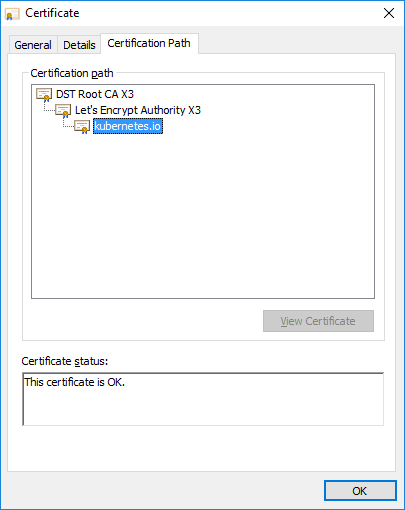 Certificate
General
Details
Certification Path
Certification path
DST Root CA X3
Let's Encrypt Authority X3
kubernetes.io
View Certificate
Certificate status:
This certificate is OK.
OK